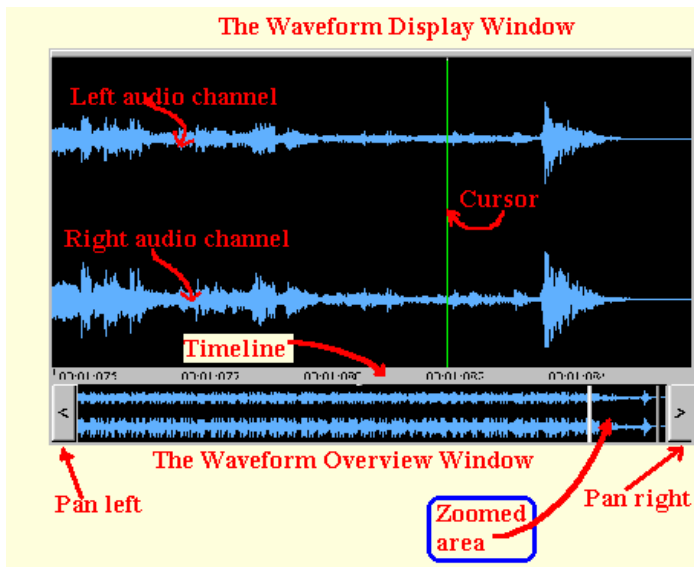 The Waveform Display Window
Left audio channel
Cursor
Right audio channel
Timeline
<
>
The Waveform Overview Window
Pan left
Pan right
Zoomed
area